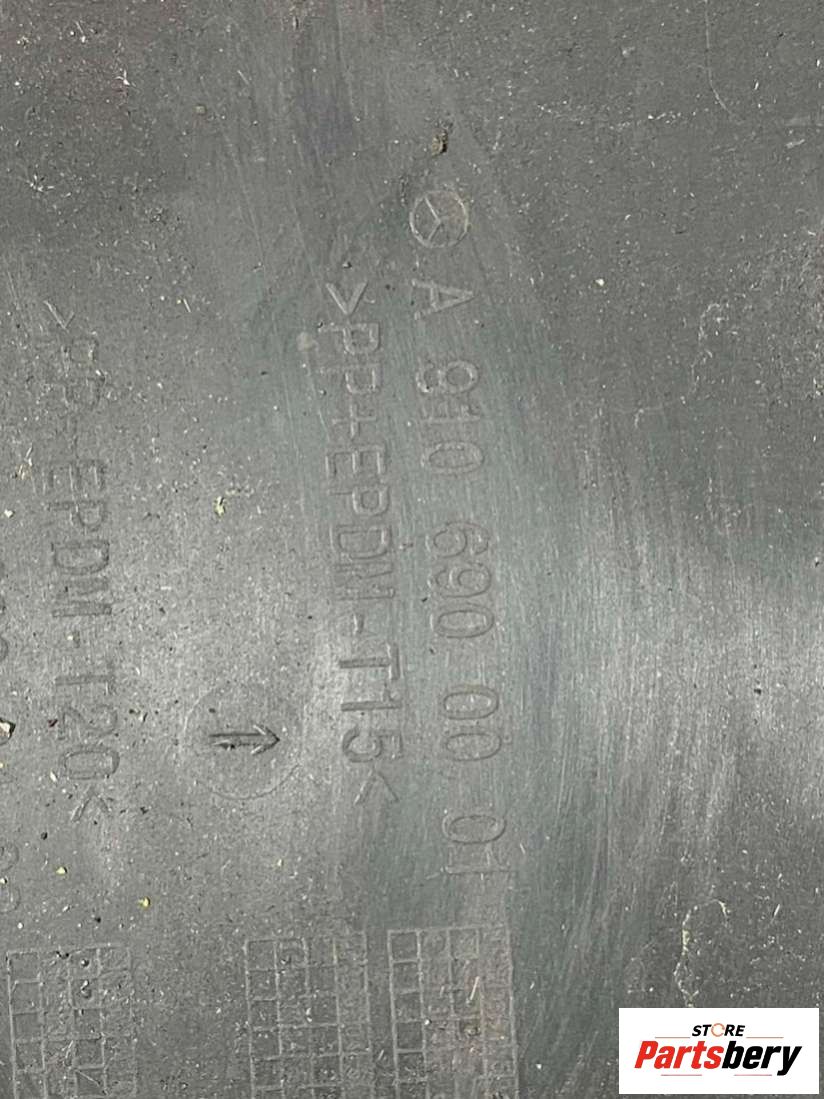 A 910 690 00 01
>PP+EPDM-T15<
>PP+EPDM-T20<
STORE
Partsbery